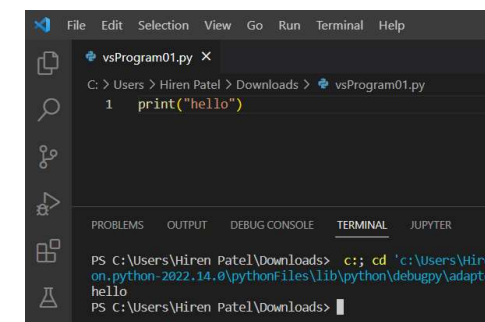 File Edit Selection View Go Run Terminal Help
vsProgram01.py
C: > Users > Hiren Patel > Downloads > vsProgram01.py
1 print("hello")
PROBLEMS OUTPUT DEBUG CONSOLE TERMINAL JUPYTER
PS C:\Users\Hiren Patel\Downloads> c:; cd 'c:\Users\Hir
on.python-2022.14.0\pythonFiles\lib\python\debugpy\adapt
hello
PS C:\Users\Hiren Patel\Downloads>